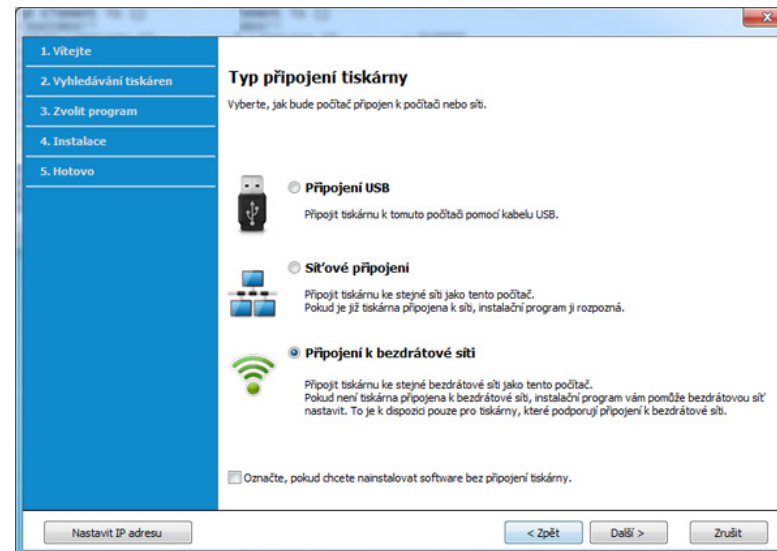 1. Vítejte
2. Vyhledávání tiskáren
3. Zvolit program
4. Instalace
5. Hotovo
Typ připojení tiskárny
Vyberte, jak bude počítač připojen k počítači nebo síti.
Připojení USB
Připojit tiskárnu k tomuto počítači pomocí kabelu USB.
Síťové připojení
Připojit tiskárnu ke stejné síti jako tento počítač.
Pokud je již tiskárna připojena k síti, instalační program ji rozpozná.
Připojení k bezdrátové síti
Připojit tiskárnu ke stejné bezdrátové síti jako tento počítač.
Pokud není tiskárna připojena k bezdrátové síti, instalační program vám pomůže bezdrátovou síť
nastavit. To je k dispozici pouze pro tiskárny, které podporují připojení k bezdrátové síti.
Označte, pokud chcete nainstalovat software bez připojení tiskárny.
Nastavit IP adresu
< Zpět
Další >
Zrušit